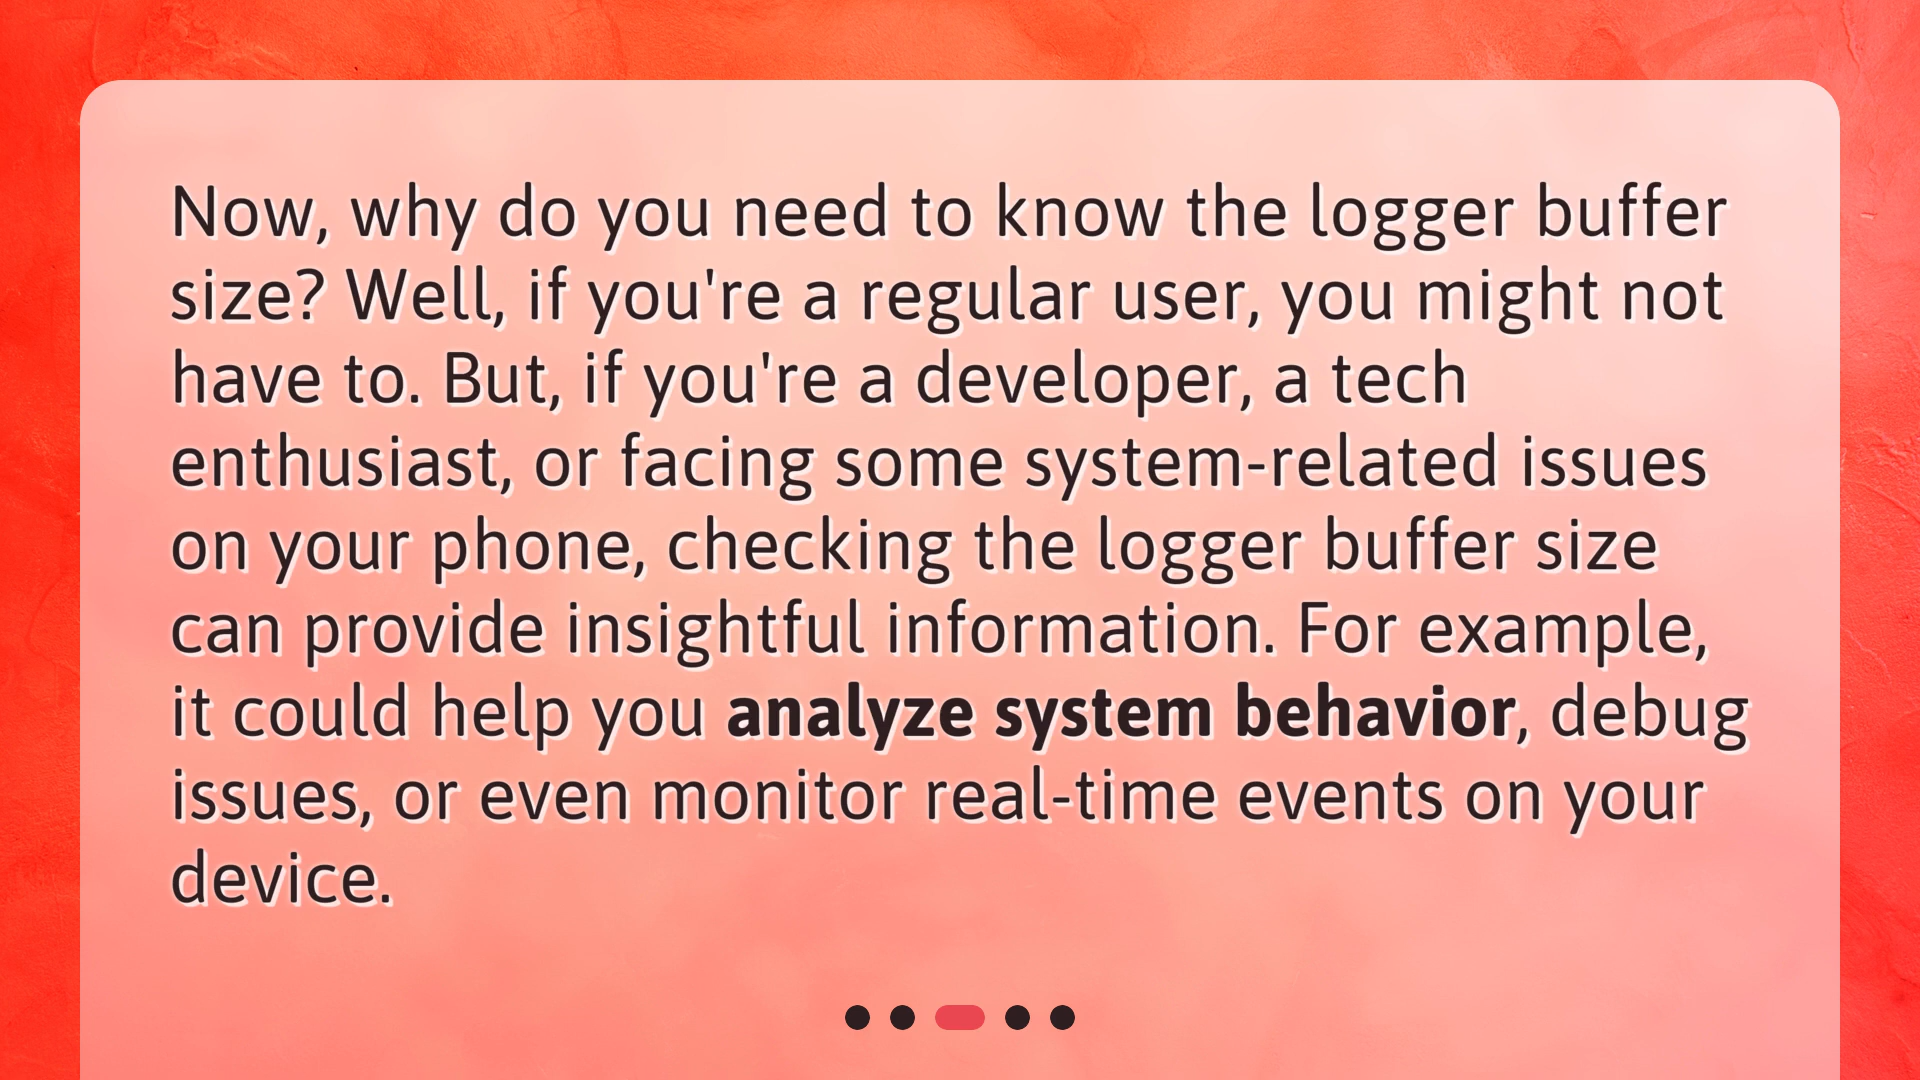 Now, why do you need to know the logger buffer
size? Well, if you're a regular user, you might not
have to. But, if you're a developer, a tech
enthusiast, or facing some system-related issues
on your phone, checking the logger buffer size
can provide insightful information. For example,
it could help you analyze system behavior, debug
issues, or even monitor real-time events on your
device.